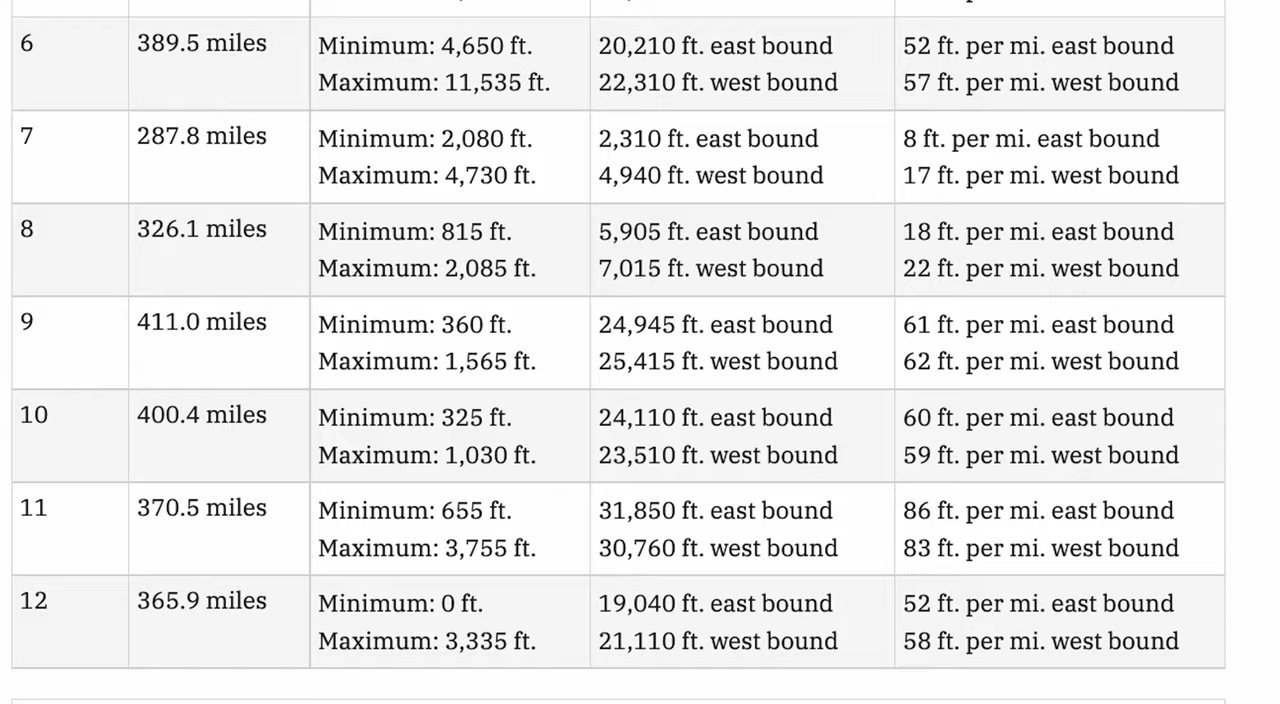 6 389.5 miles Minimum: 4,650 ft. 20,210 ft. east bound 52 ft. per mi. east bound
Maximum: 11,535 ft. 22,310 ft. west bound 57 ft. per mi. west bound
7 287.8 miles Minimum: 2,080 ft. 2,310 ft. east bound 8 ft. per mi. east bound
Maximum: 4,730 ft. 4,940 ft. west bound 17 ft. per mi. west bound
8 326.1 miles Minimum: 815 ft. 5,905 ft. east bound 18 ft. per mi. east bound
Maximum: 2,085 ft. 7,015 ft. west bound 22 ft. per mi. west bound
9 411.0 miles Minimum: 360 ft. 24,945 ft. east bound 61 ft. per mi. east bound
Maximum: 1,565 ft. 25,415 ft. west bound 62 ft. per mi. west bound
10 400.4 miles Minimum: 325 ft. 24,110 ft. east bound 60 ft. per mi. east bound
Maximum: 1,030 ft. 23,510 ft. west bound 59 ft. per mi. west bound
11 370.5 miles Minimum: 655 ft. 31,850 ft. east bound 86 ft. per mi. east bound
Maximum: 3,755 ft. 30,760 ft. west bound 83 ft. per mi. west bound
12 365.9 miles Minimum: 0 ft. 19,040 ft. east bound 52 ft. per mi. east bound
Maximum: 3,335 ft. 21,110 ft. west bound 58 ft. per mi. west bound